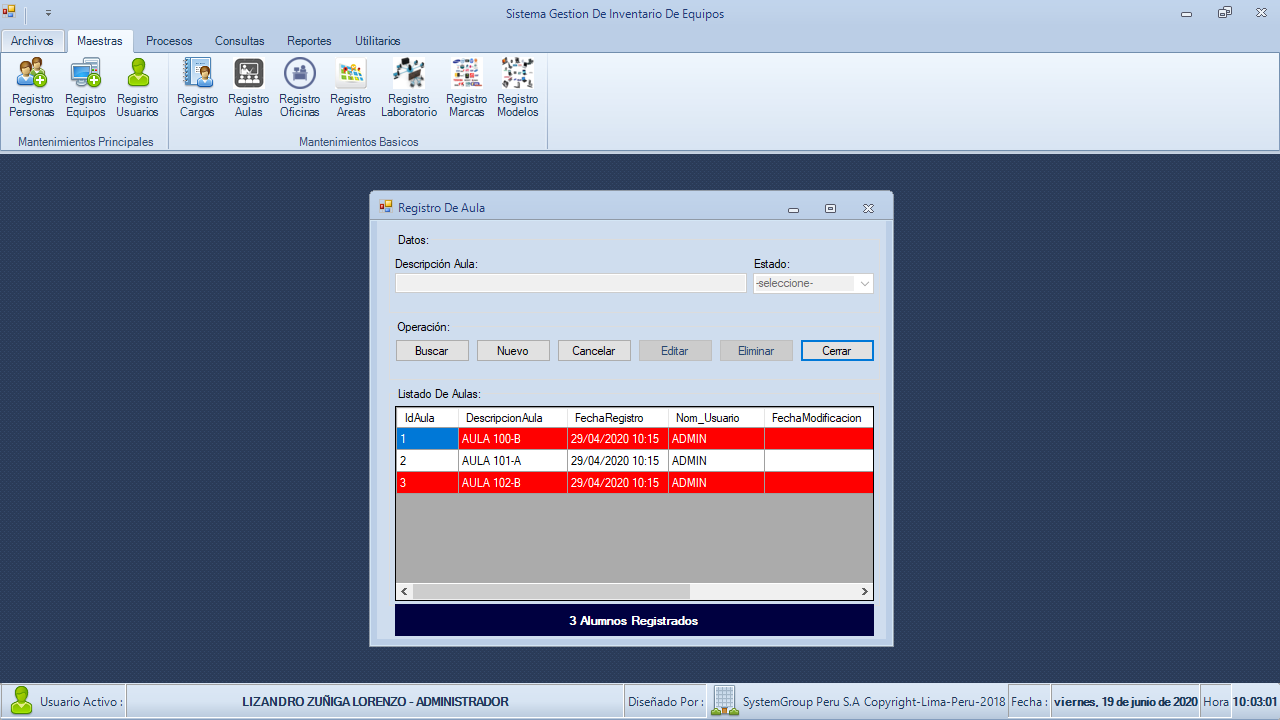 Sistema Gestion De Inventario De Equipos
Archivos Maestras Procesos Consultas Reportes Utilitarios
Registro Personas
Registro Equipos
Registro Usuarios
Registro Cargos
Registro Aulas
Registro Oficinas
Registro Areas
Registro Laboratorio
Registro Marcas
Registro Modelos
Mantenimientos Principales
Mantenimientos Basicos
Registro De Aula
Datos:
Descripción Aula: Estado:
-seleccione-
Operación:
Buscar Nuevo Cancelar Editar Eliminar Cerrar
Listado De Aulas:
IdAula DescripcionAula FechaRegistro Nom_Usuario FechaModificacion
1 AULA 100-B 29/04/2020 10:15 ADMIN
2 AULA 101-A 29/04/2020 10:15 ADMIN
3 AULA 102-B 29/04/2020 10:15 ADMIN
3 Alumnos Registrados
Usuario Activo : LIZANDRO ZUÑIGA LORENZO - ADMINISTRADOR Diseñado Por : SystemGroup Peru S.A Copyright-Lima-Peru-2018 Fecha : viernes, 19 de junio de 2020 Hora 10:03:01